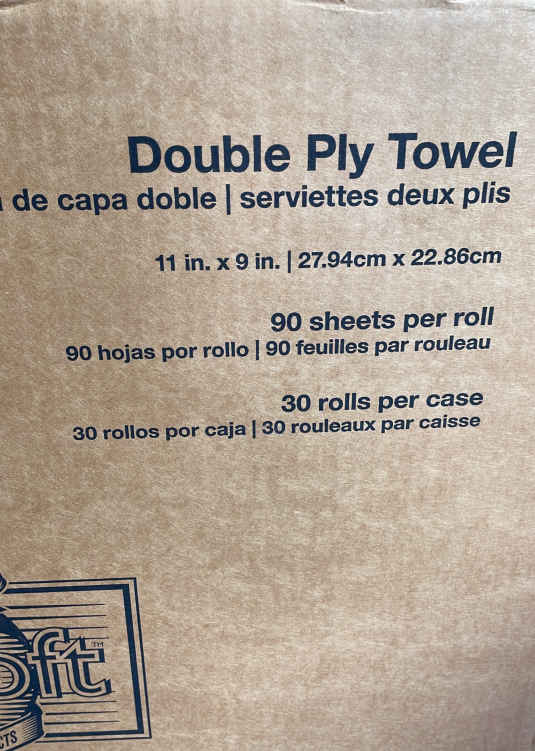 Double Ply Towel
de capa doble | serviettes deux plis
11 in. x 9 in. | 27.94cm x 22.86cm
90 sheets per roll
90 hojas por rollo | 90 feuilles par rouleau
30 rolls per case
30 rollos por caja | 30 rouleaux par caisse
oft™
CTS